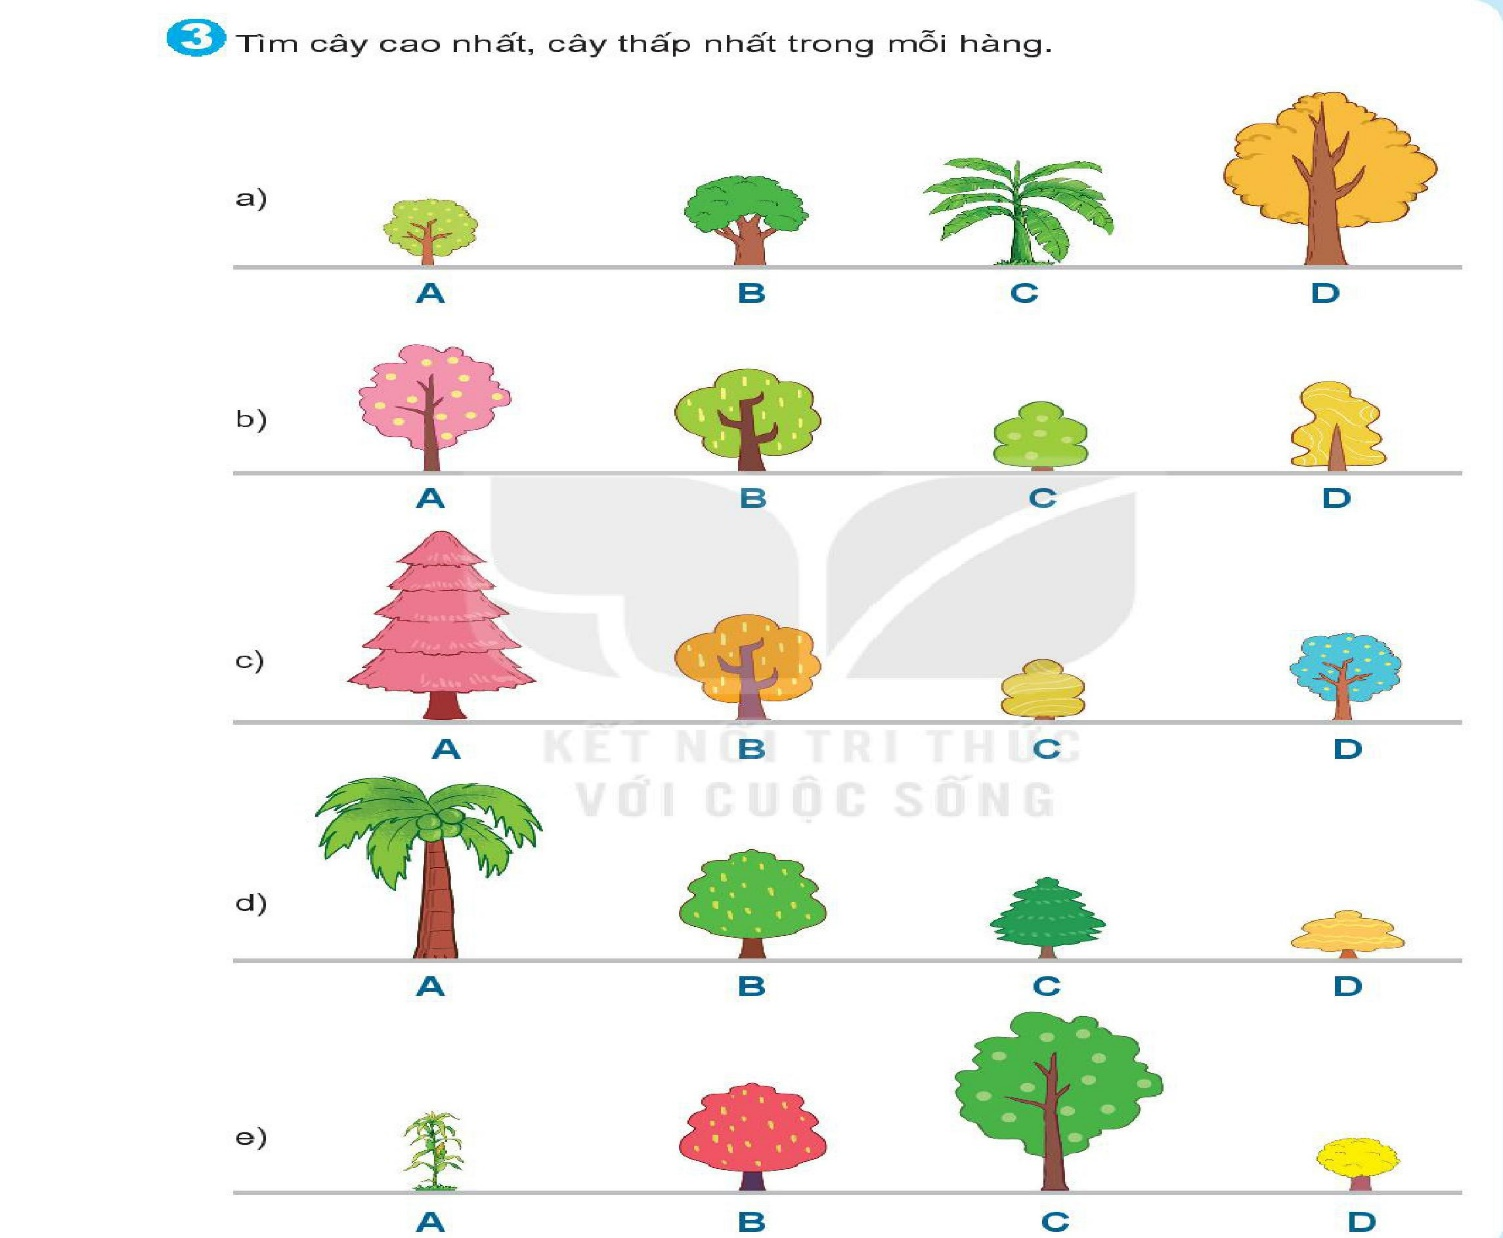 3 Tìm cây cao nhất, cây thấp nhất trong mỗi hàng.
a)
A B C D
b)
A B C D
c)
A B C D
KẾT NỐI TRI THỨC
VỚI CUỘC SỐNG
d)
A B C D
e)
A B C D